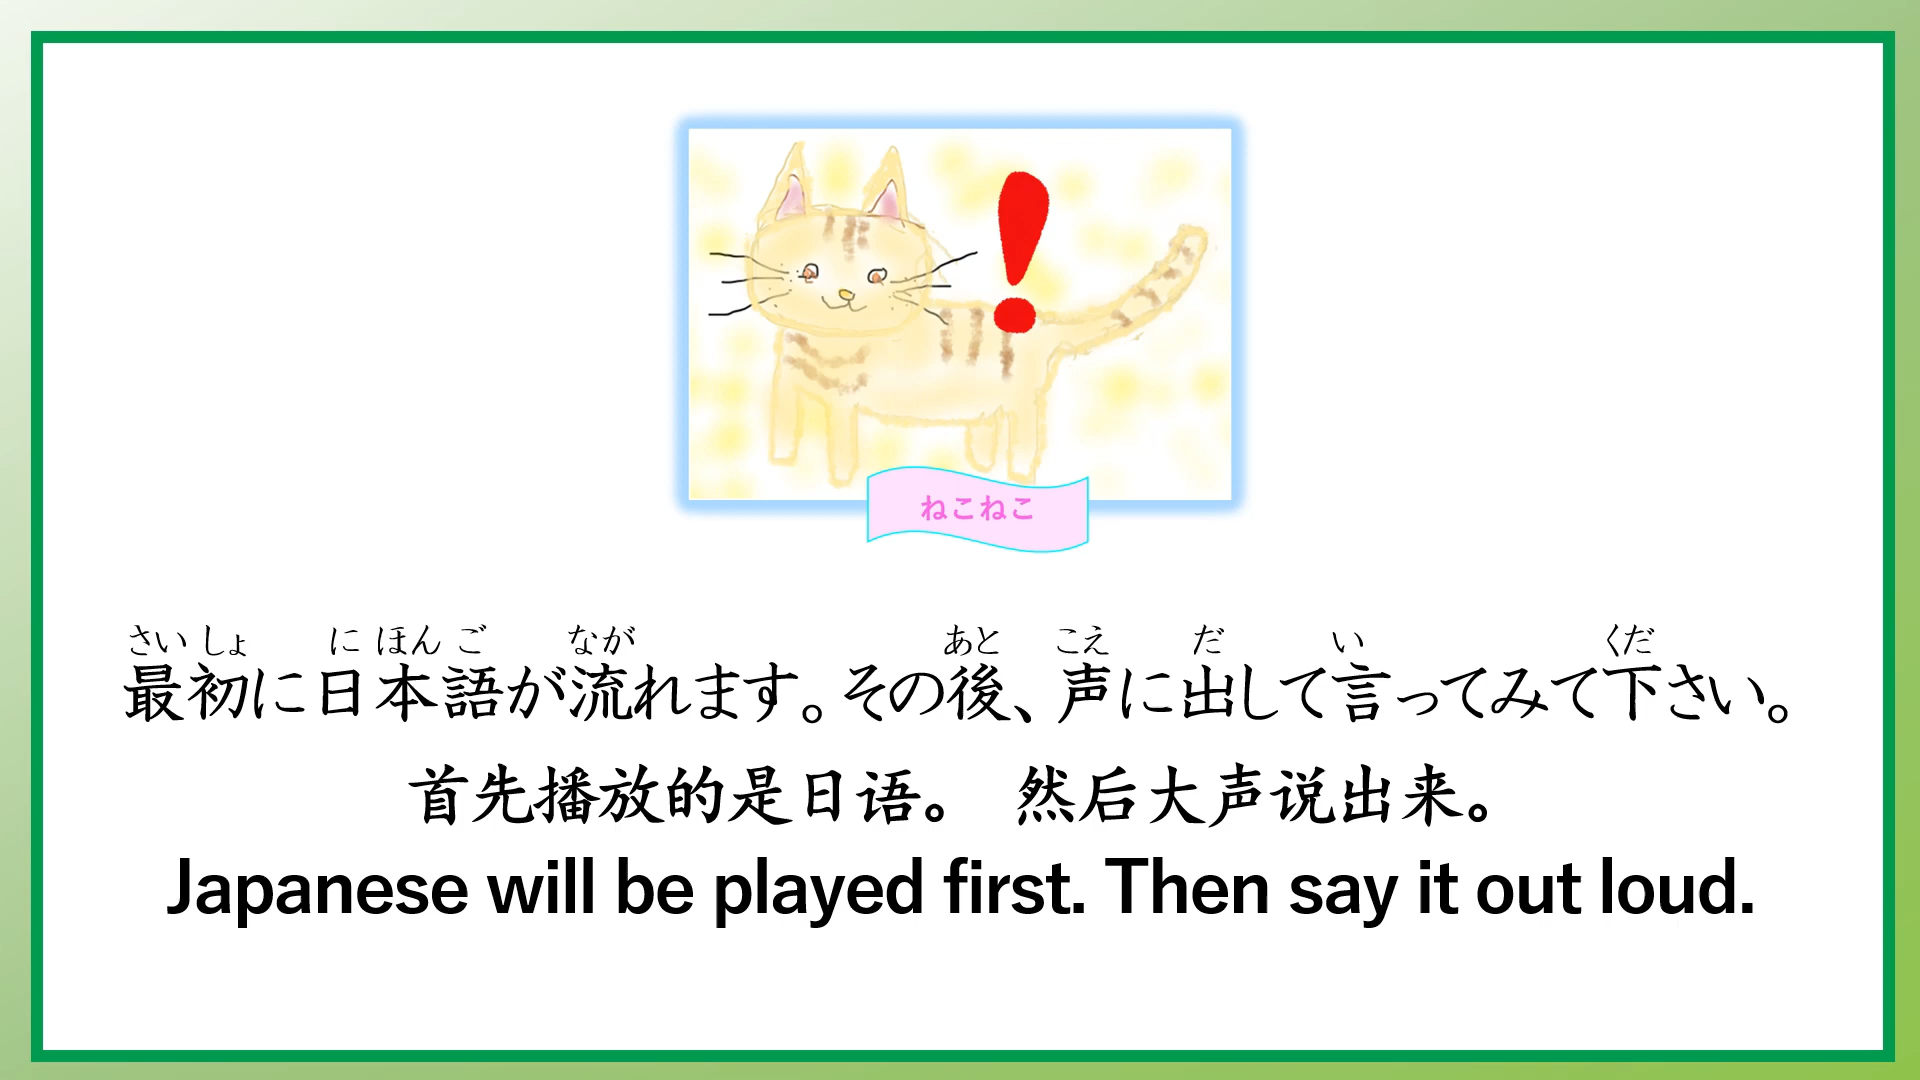 ねこねこ
さいしょ にほんご なが あと こえ だ い くだ
最初に日本語が流れます。その後、声に出して言ってみて下さい。
首先播放的是日语。 然后大声说出来。
Japanese will be played first. Then say it out loud.